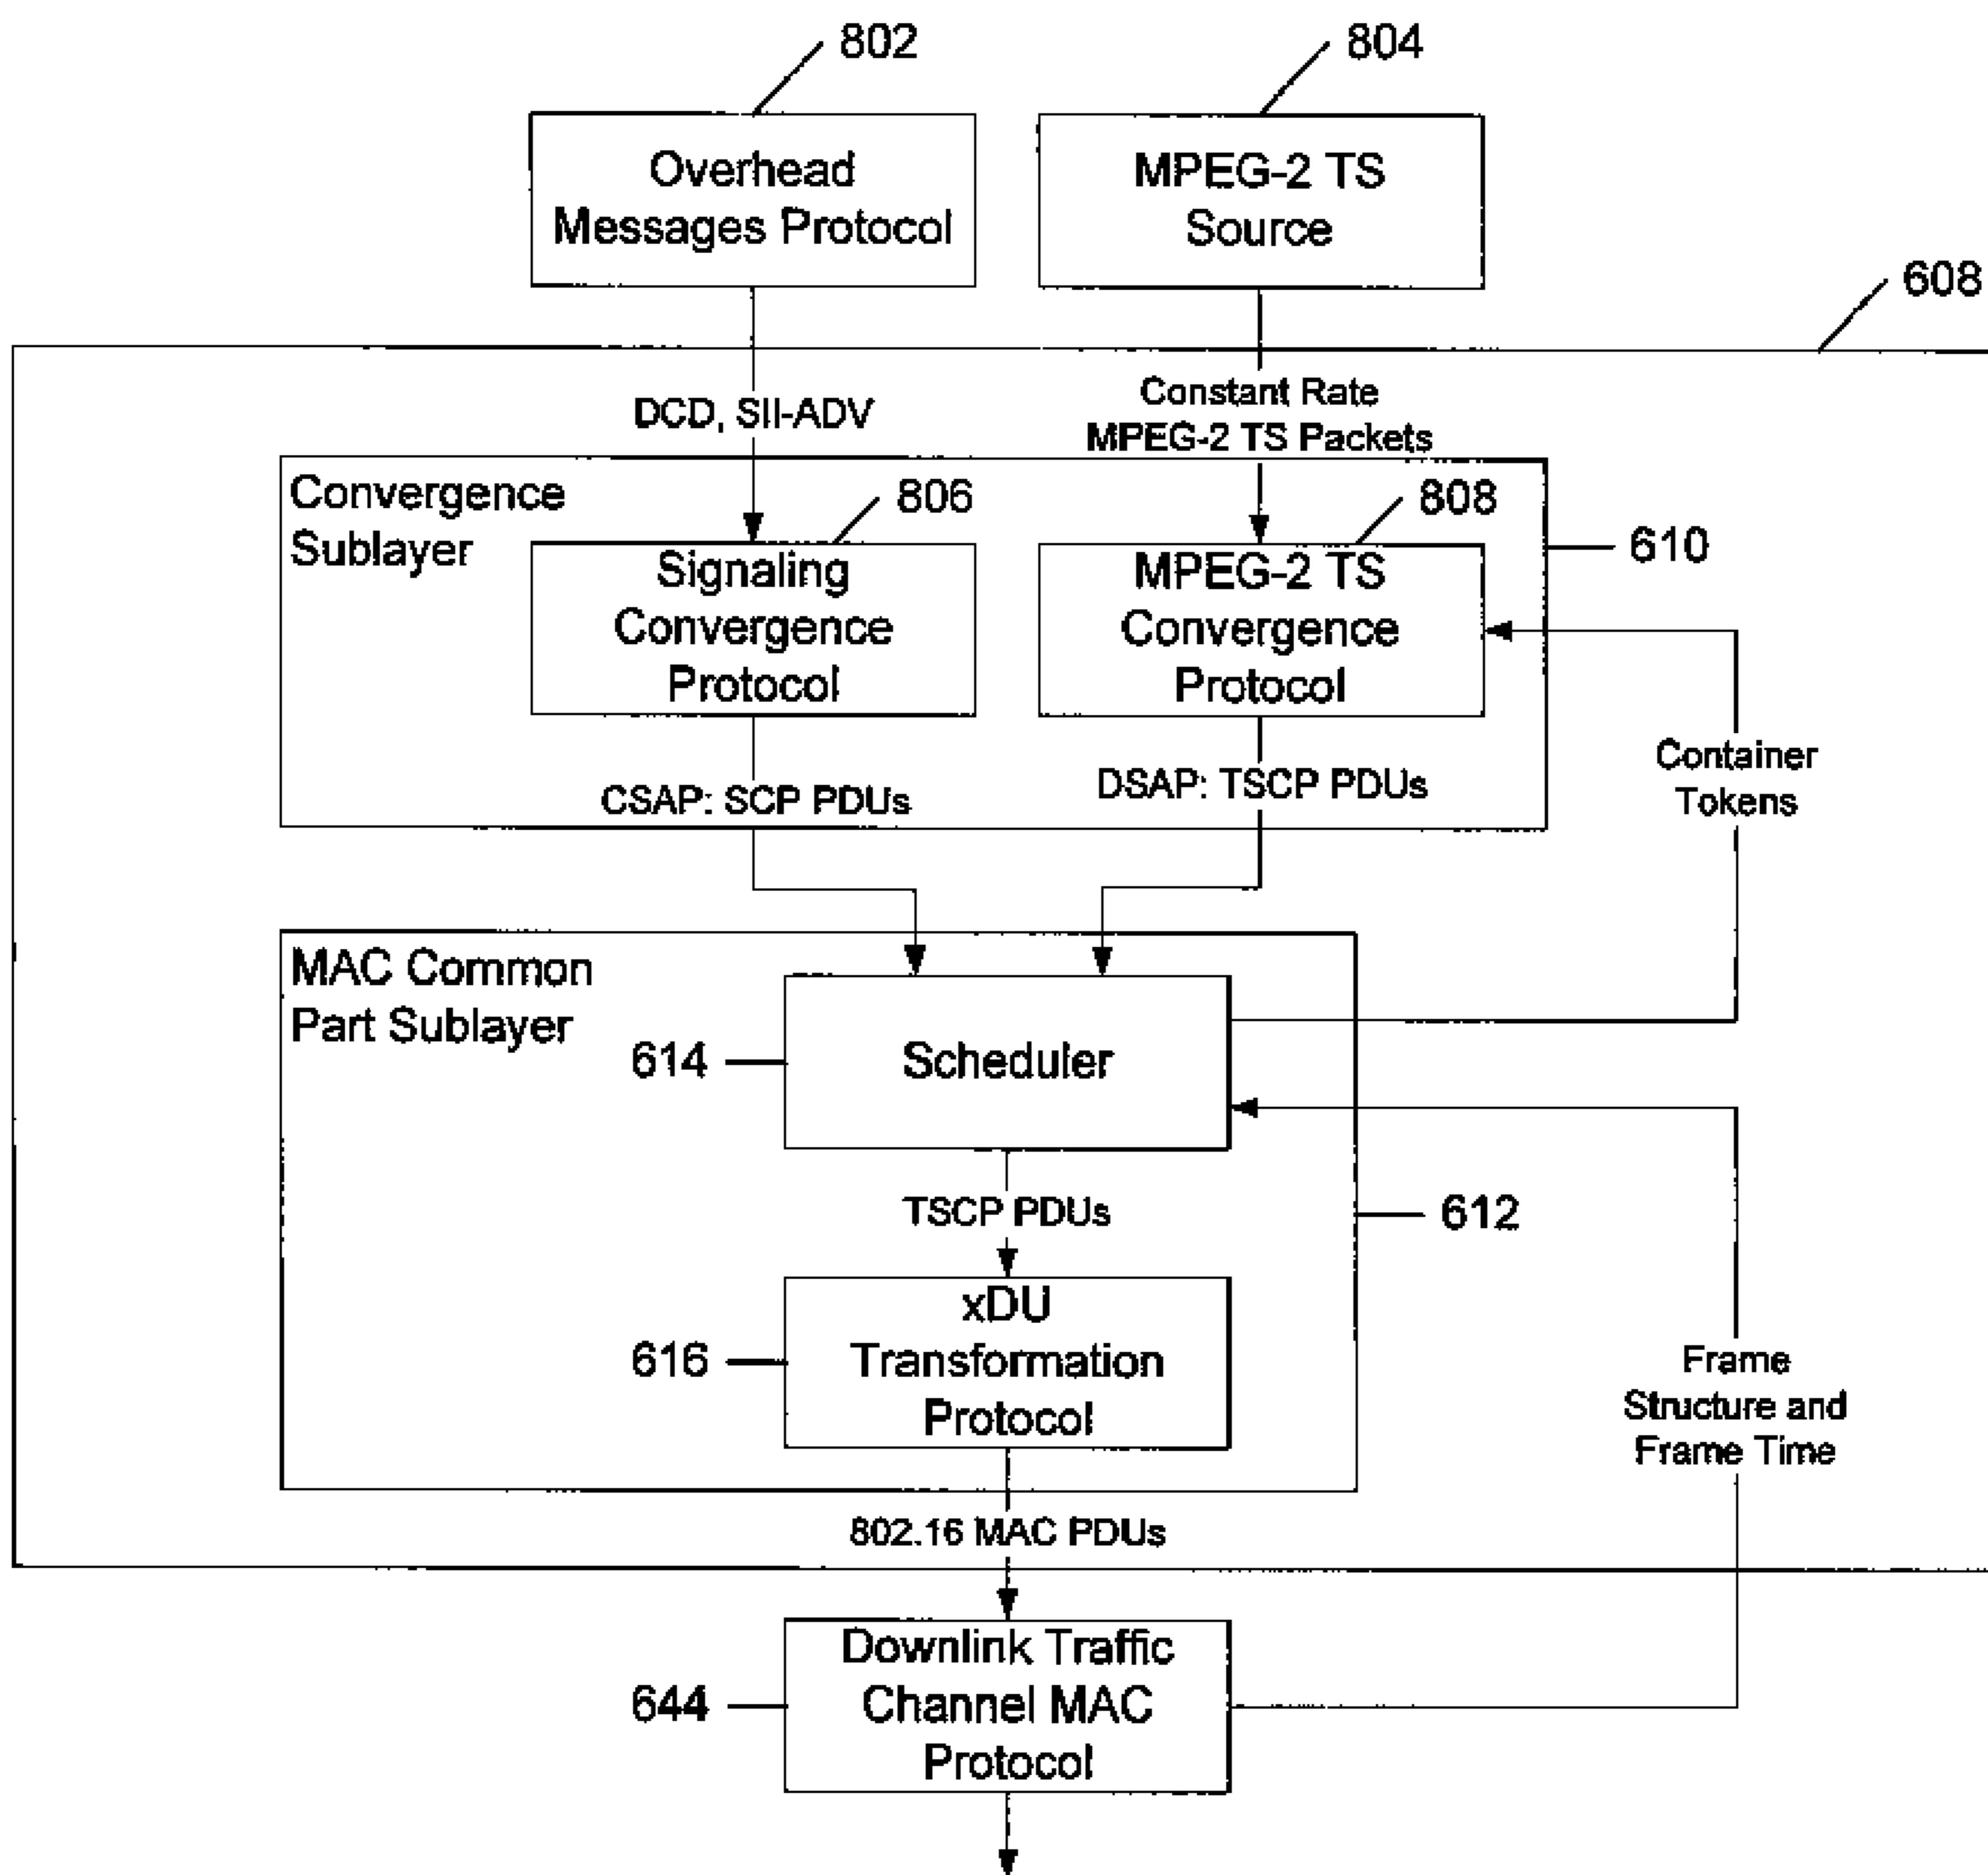 802
804
Overhead
Messages Protocol
MPEG-2 TS
Source
608
DCD, SII-ADV
Constant Rate
MPEG-2 TS Packets
Convergence
Sublayer
806
808
610
Signaling
Convergence
Protocol
MPEG-2 TS
Convergence
Protocol
Container
Tokens
CSAP: SCP PDUs
DSAP: TSCP PDUs
MAC Common
Part Sublayer
614
Scheduler
TSCP PDUs
612
616
xDU
Transformation
Protocol
Frame
Structure and
Frame Time
802.16 MAC PDUs
644
Downlink Traffic
Channel MAC
Protocol